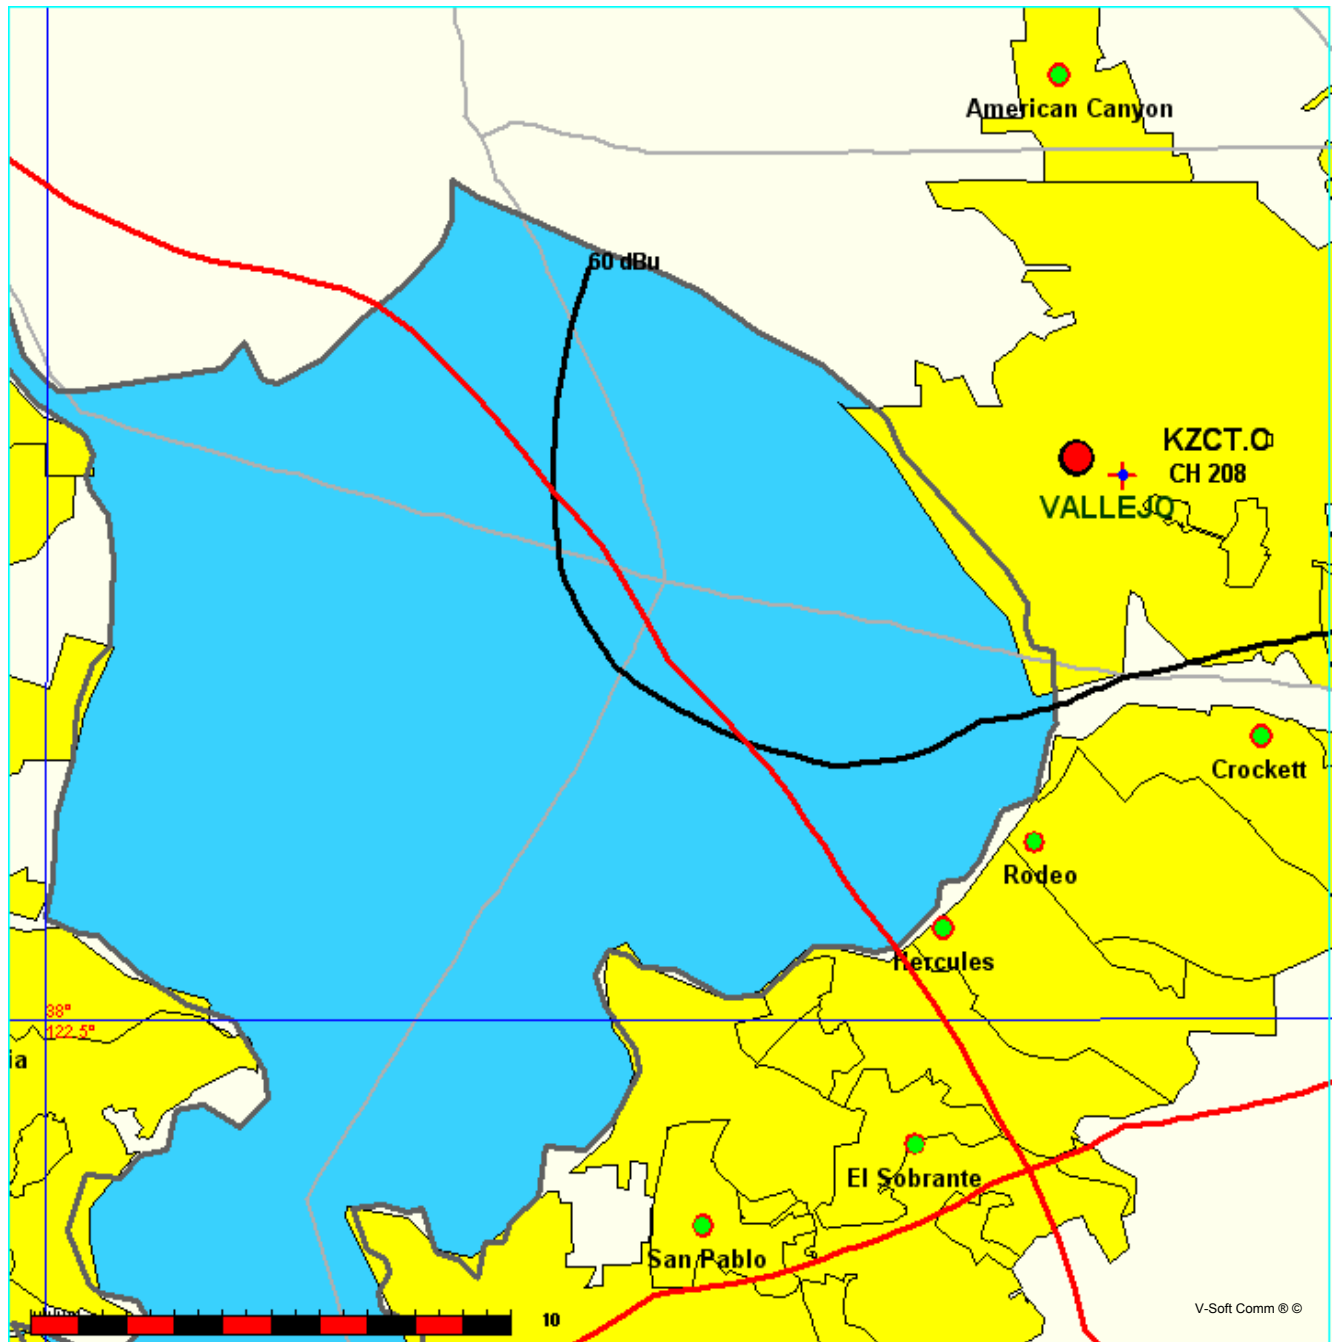 American Canyon
60 dBu
KZCT.C
CH 208
VALLEJO
Crockett
Rodeo
Hercules
38°
122.5°
ia
El Sobrante
San Pablo
10
V-Soft Comm ® ©